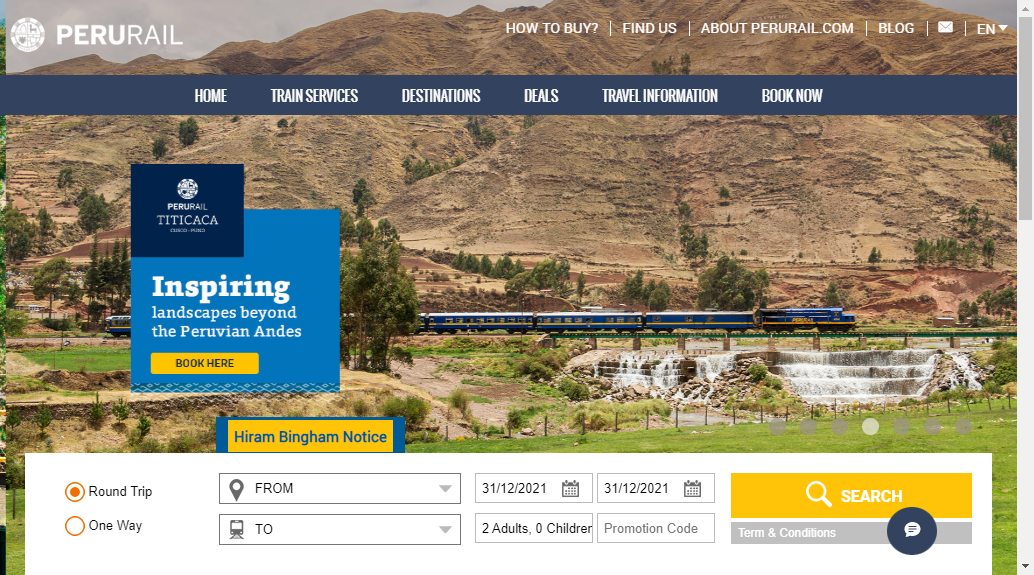 PERURAIL
HOW TO BUY?
FIND US
ABOUT PERURAIL.COM
BLOG
EN
HOME
TRAIN SERVICES
DESTINATIONS
DEALS
TRAVEL INFORMATION
BOOK NOW
PERURAIL
TITICACA
CUSCO - PUNO
Inspiring
landscapes beyond
the Peruvian Andes
BOOK HERE
PERURAIL
Hiram Bingham Notice
Round Trip
FROM
31/12/2021
31/12/2021
SEARCH
One Way
TO
2 Adults, 0 Children
Promotion Code
Term & Conditions